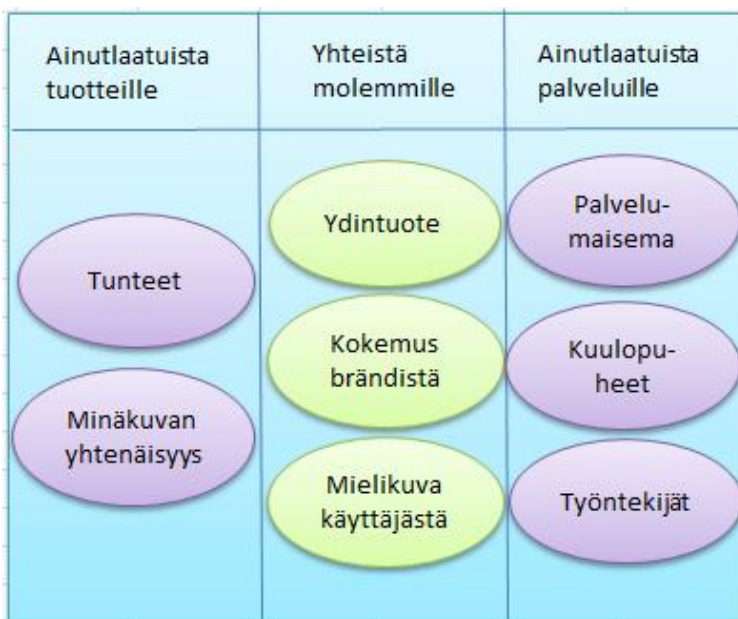 Ainutlaatuista
tuotteille
Yhteistä
molemmille
Ainutlaatuista
palveluille
Tunteet
Minäkuvan
yhtenäisyys
Ydintuote
Kokemus
brändistä
Mielikuva
käyttäjästä
Palvelu-
maisema
Kuulopu-
heet
Työntekijät